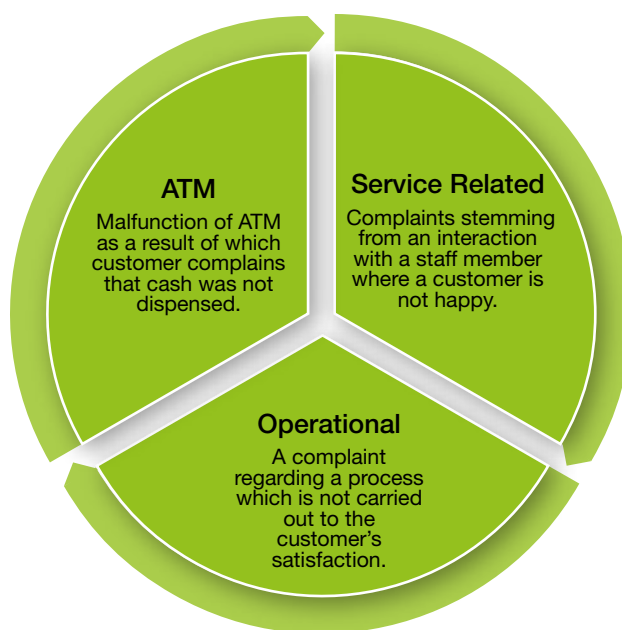 ATM
Malfunction of ATM
as a result of which
customer complains
that cash was not
dispensed.
Service Related
Complaints stemming
from an interaction
with a staff member
where a customer is
not happy.
Operational
A complaint
regarding a process
which is not carried
out to the
customer’s
satisfaction.